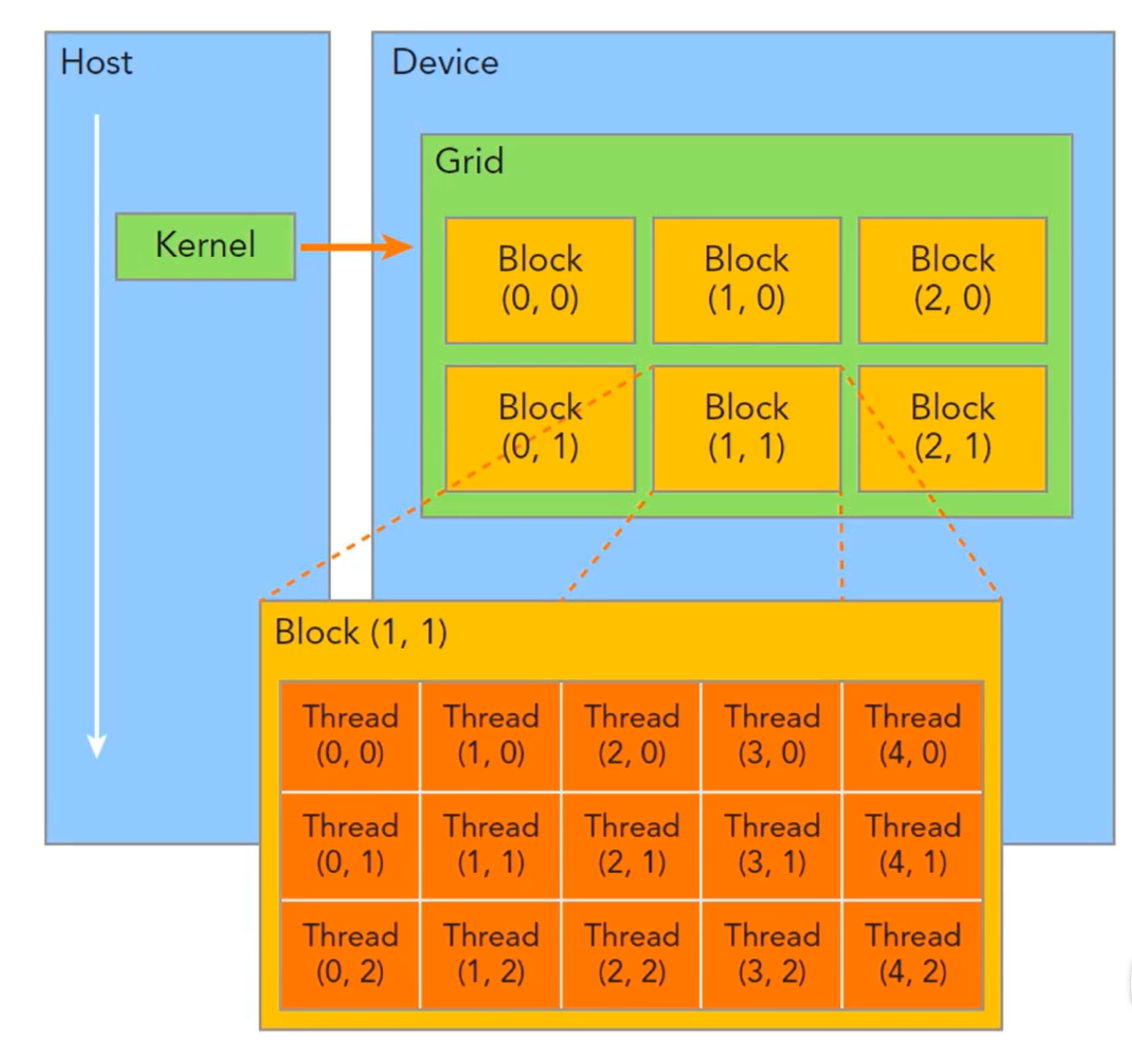 Host
Device
Grid
Kernel
Block
(0, 0)
Block
(1, 0)
Block
(2, 0)
Block
(0, 1)
Block
(1, 1)
Block
(2, 1)
Block (1, 1)
Thread
(0, 0)
Thread
(1, 0)
Thread
(2, 0)
Thread
(3, 0)
Thread
(4, 0)
Thread
(0, 1)
Thread
(1, 1)
Thread
(2, 1)
Thread
(3, 1)
Thread
(4, 1)
Thread
(0, 2)
Thread
(1, 2)
Thread
(2, 2)
Thread
(3, 2)
Thread
(4, 2)